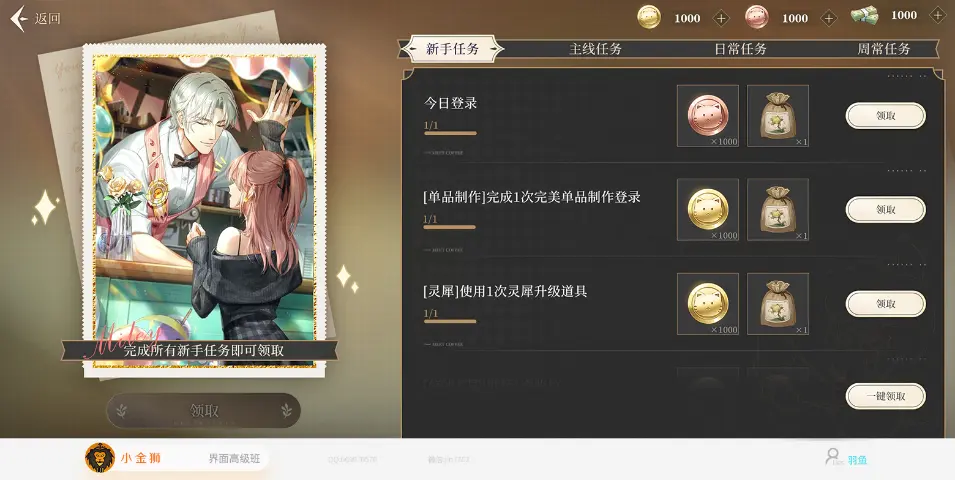 返回
1000
1000
1000
新手任务
主线任务
日常任务
周常任务
今日登录
1/1
×1000
×1
领取
[单品制作]完成1次完美单品制作登录
1/1
×1000
×1
领取
[灵犀]使用1次灵犀升级道具
1/1
×1000
×1
领取
完成所有新手任务即可领取
领取
一键领取
小金狮
界面高级班
羽鱼